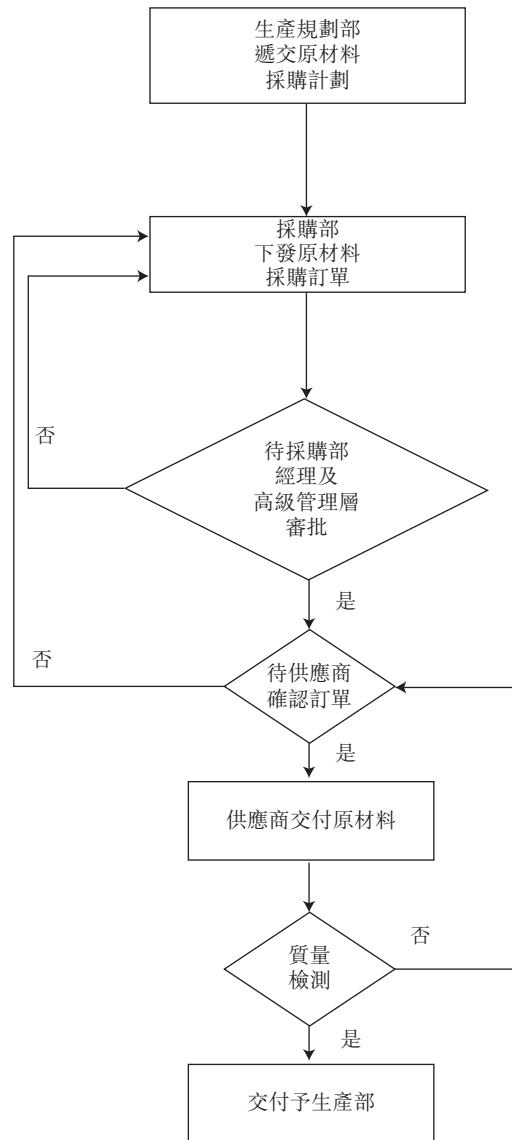 生產規劃部
遞交原材料
採購計劃
採購部
下發原材料
採購訂單
否
待採購部
經理及
高級管理層
審批
是
否
待供應商
確認訂單
是
供應商交付原材料
否
質量
檢測
是
交付予生產部